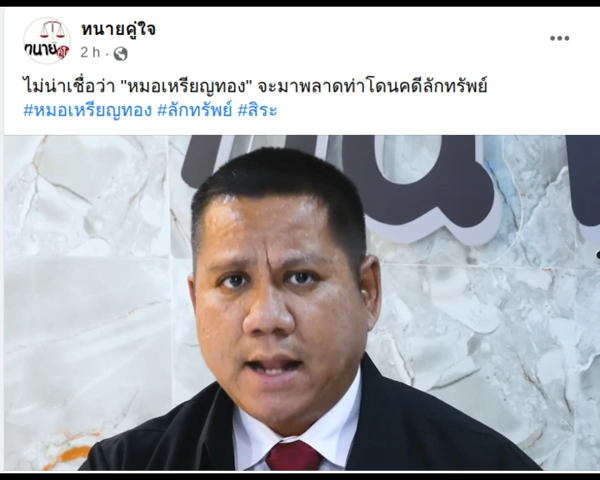 ทนายคู่ใจ
2 h ·
ไม่น่าเชื่อว่า "หมอเหรียญทอง" จะมาพลาดท่าโดนคดีลักทรัพย์
#หมอเหรียญทอง #ลักทรัพย์ #สิระ